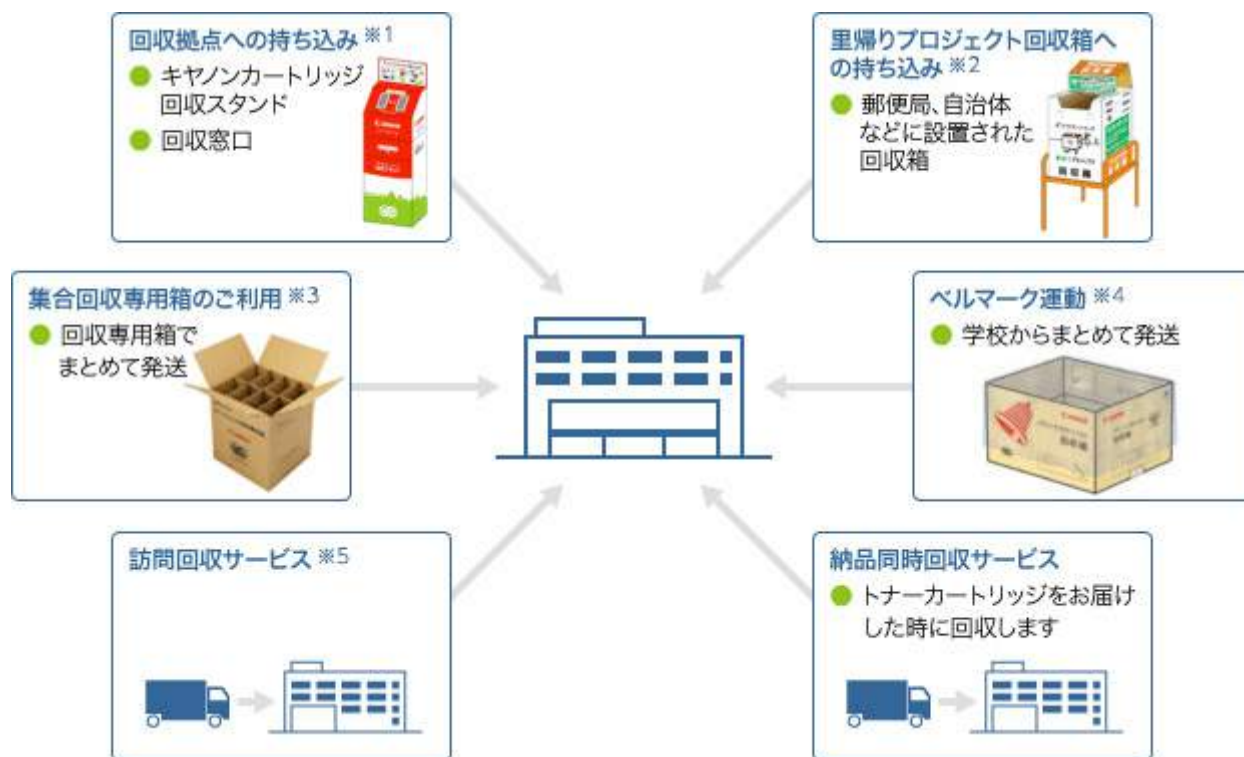 回収拠点への持ち込み ※1
キヤノンカートリッジ
回収スタンド
回収窓口
里帰りプロジェクト回収箱へ
の持ち込み ※2
郵便局、自治体
などに設置された
回収箱
集合回収専用箱のご利用 ※3
回収専用箱で
まとめて発送
ベルマーク運動 ※4
学校からまとめて発送
訪問回収サービス ※5
納品同時回収サービス
トナーカートリッジをお届け
した時に回収します
回収箱